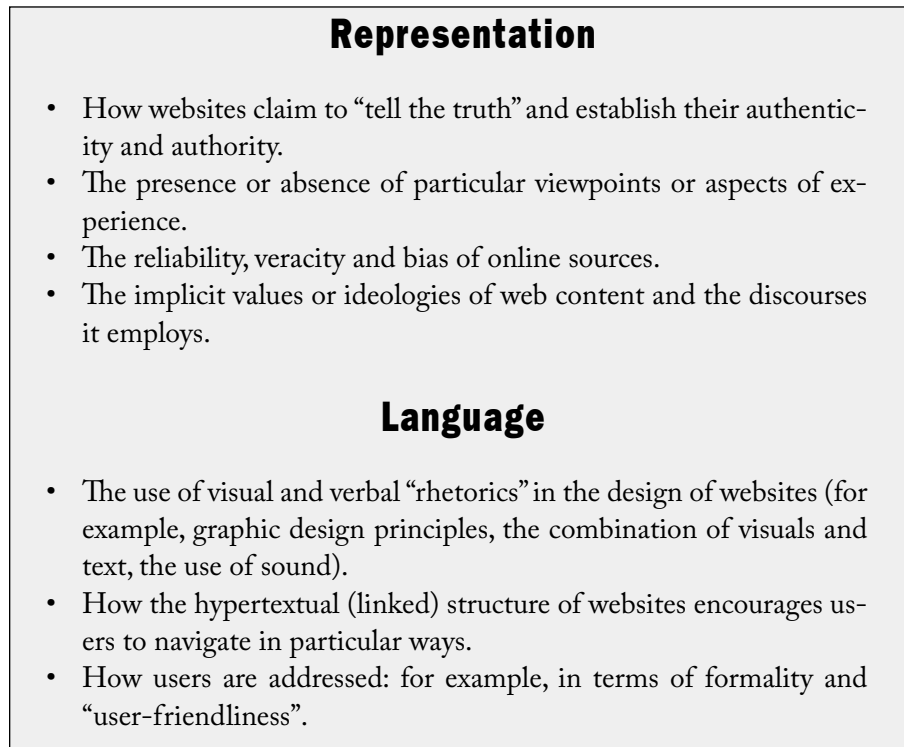 Representation
• How websites claim to “tell the truth” and establish their authentic-
ity and authority.
• The presence or absence of particular viewpoints or aspects of ex-
perience.
• The reliability, veracity and bias of online sources.
• The implicit values or ideologies of web content and the discourses
it employs.
Language
• The use of visual and verbal “rhetorics” in the design of websites (for
example, graphic design principles, the combination of visuals and
text, the use of sound).
• How the hypertextual (linked) structure of websites encourages us-
ers to navigate in particular ways.
• How users are addressed: for example, in terms of formality and
“user-friendliness”.